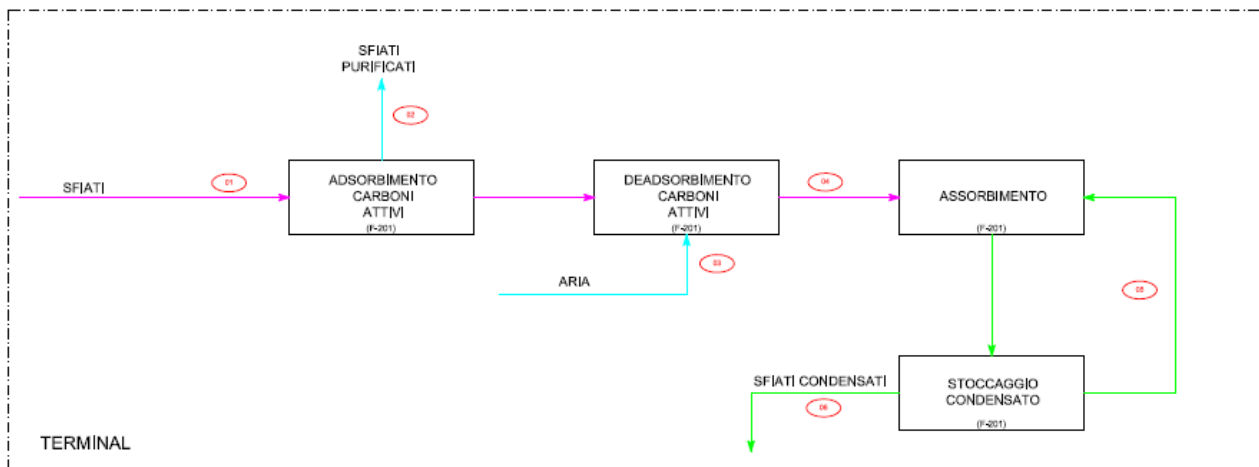 SFIATI
PURIFICATI
02
SFIATI
01
ADSORBIMENTO
CARBONI
ATTIVI
(F-201)
DEADSORBIMENTO
CARBONI
ATTIVI
(F-201)
04
ASSORBIMENTO
(F-201)
ARIA
03
05
SFIATI CONDENSATI
06
STOCCAGGIO
CONDENSATO
(F-201)
TERMINAL